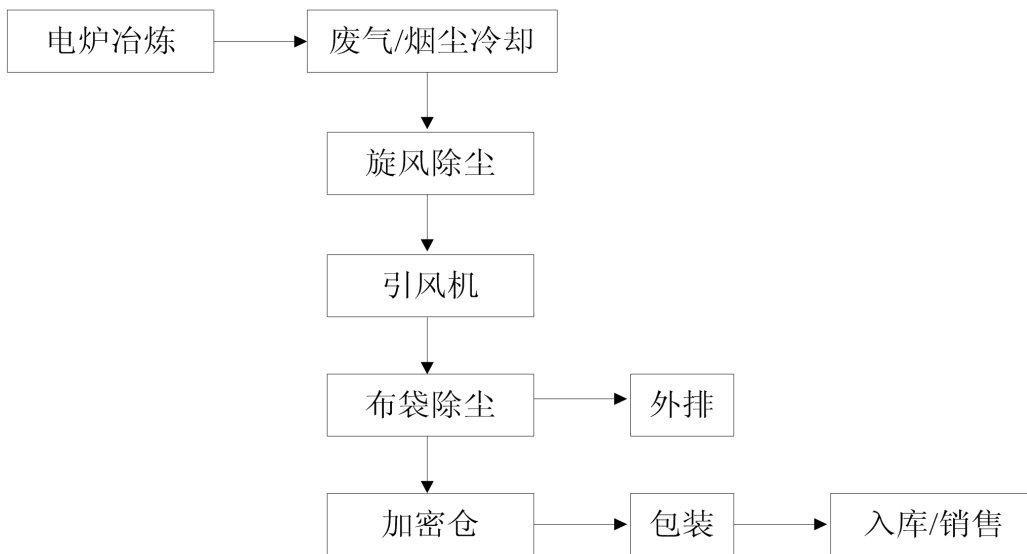 电炉冶炼
废气/烟尘冷却
旋风除尘
引风机
布袋除尘
外排
加密仓
包装
入库/销售